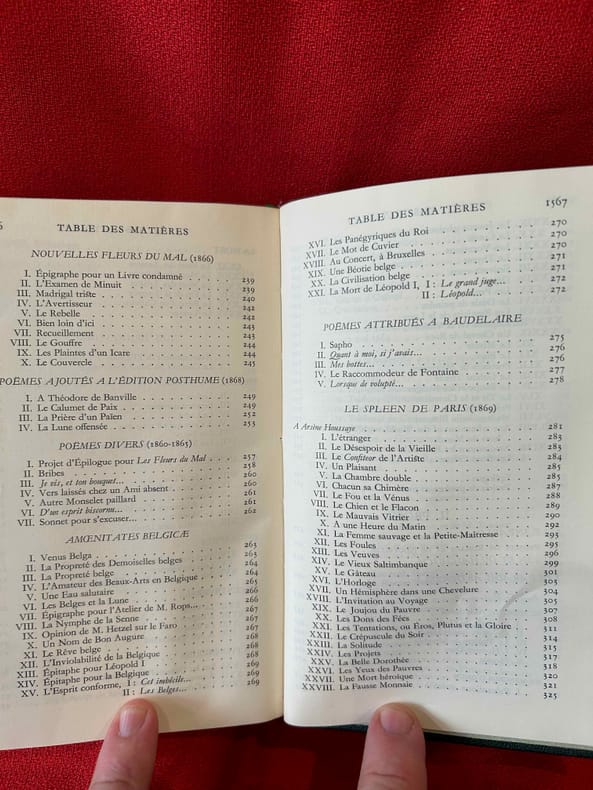 6
TABLE DES MATIÈRES
NOUVELLES FLEURS DU MAL (1866)
I. Épigraphe pour un Livre condamné . . . . . 239
II. L'Examen de Minuit . . . . . 239
III. Madrigal triste . . . . . 240
IV. L'Avertisseur . . . . . 242
V. Le Rebelle . . . . . 242
VI. Bien loin d'ici . . . . . 243
VII. Recueillement . . . . . 243
VIII. Le Gouffre . . . . . 244
IX. Les Plaintes d'un Icare . . . . . 244
X. Le Couvercle . . . . . 245
POÈMES AJOUTÉS A L'ÉDITION POSTHUME (1868)
I. A Théodore de Banville . . . . . 249
II. Le Calumet de Paix . . . . . 249
III. La Prière d'un Païen . . . . . 252
IV. La Lune offensée . . . . . 253
POÈMES DIVERS (1860-1865)
I. Projet d'Épilogue pour Les Fleurs du Mal . . . . . 257
II. Bribes . . . . . 258
III. Je vis, et ton bouquet... . . . . . 260
IV. Vers laissés chez un Ami absent . . . . . 260
V. Autre Monselet paillard . . . . . 261
VI. D'un esprit biscornu... . . . . . 261
VII. Sonnet pour s'excuser... . . . . . 262
AMŒNITATES BELGICÆ
I. Venus Belga . . . . . 263
II. La Propreté des Demoiselles belges . . . . . 263
III. La Propreté belge . . . . . 264
IV. L'Amateur des Beaux-Arts en Belgique . . . . . 264
V. Une Eau salutaire . . . . . 265
VI. Les Belges et la Lune . . . . . 266
VII. Épigraphe pour l'Atelier de M. Rops... . . . . . 266
VIII. La Nymphe de la Senne . . . . . 267
IX. Opinion de M. Hetzel sur le Faro . . . . . 267
X. Un Nom de Bon Augure . . . . . 267
XI. Le Rêve belge . . . . . 268
XII. L'Inviolabilité de la Belgique . . . . . 268
XIII. Épitaphe pour Léopold I . . . . . 268
XIV. Épitaphe pour la Belgique . . . . . 269
XV. L'Esprit conforme, I : Ces imbéciles... . . . . . 269
II : Les Belges... . . . . . 269
TABLE DES MATIÈRES 1567
XVI. Les Panégyriques du Roi . . . . . 270
XVII. Le Mot de Cuvier . . . . . 270
XVIII. Au Concert, à Bruxelles . . . . . 270
XIX. Une Béotie belge . . . . . 271
XX. La Civilisation belge . . . . . 271
XXI. La Mort de Léopold I, I : Le grand juge... . . . . . 272
II : Léopold... . . . . . 272
POÈMES ATTRIBUÉS A BAUDELAIRE
I. Sapho . . . . . 275
II. Quant à moi, si j'avais... . . . . . 276
III. Mes bottes... . . . . . 276
IV. Le Raccommodeur de Fontaine . . . . . 277
V. Lorsque de volupté... . . . . . 278
LE SPLEEN DE PARIS (1869)
A Arsène Houssaye . . . . . 281
I. L'étranger . . . . . 283
II. Le Désespoir de la Vieille . . . . . 283
III. Le Confiteor de l'Artiste . . . . . 284
IV. Un Plaisant . . . . . 285
V. La Chambre double . . . . . 285
VI. Chacun sa Chimère . . . . . 287
VII. Le Fou et la Vénus . . . . . 288
VIII. Le Chien et le Flacon . . . . . 289
IX. Le Mauvais Vitrier . . . . . 290
X. A une Heure du Matin . . . . . 292
XI. La Femme sauvage et la Petite-Maîtresse . . . . . 293
XII. Les Foules . . . . . 295
XIII. Les Veuves . . . . . 296
XIV. Le Vieux Saltimbanque . . . . . 299
XV. Le Gâteau . . . . . 301
XVI. L'Horloge . . . . . 303
XVII. Un Hémisphère dans une Chevelure . . . . . 304
XVIII. L'Invitation au Voyage . . . . . 305
XIX. Le Joujou du Pauvre . . . . . 307
XX. Les Dons des Fées . . . . . 308
XXI. Les Tentations, ou Éros, Plutus et la Gloire . . . . . 311
XXII. Le Crépuscule du Soir . . . . . 314
XXIII. La Solitude . . . . . 315
XXIV. Les Projets . . . . . 317
XXV. La Belle Dorothée . . . . . 318
XXVI. Les Yeux des Pauvres . . . . . 320
XXVII. Une Mort héroïque . . . . . 321
XXVIII. La Fausse Monnaie . . . . . 325